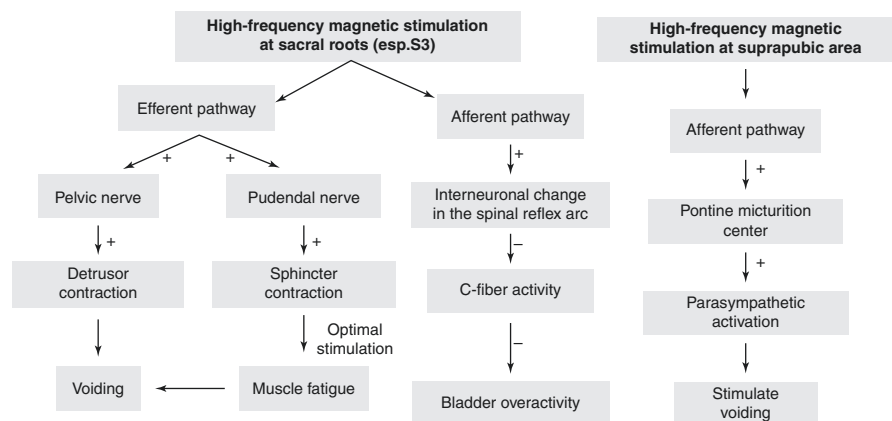 High-frequency magnetic stimulation
at sacral roots (esp.S3)
Efferent pathway
Afferent pathway
+
+
+
Pelvic nerve
Pudendal nerve
Interneuronal change
in the spinal reflex arc
+
+
–
Detrusor
contraction
Sphincter
contraction
C-fiber activity
Optimal
stimulation
–
Voiding
Muscle fatigue
Bladder overactivity
High-frequency magnetic
stimulation at suprapubic area
Afferent pathway
+
Pontine micturition
center
+
Parasympathetic
activation
Stimulate
voiding